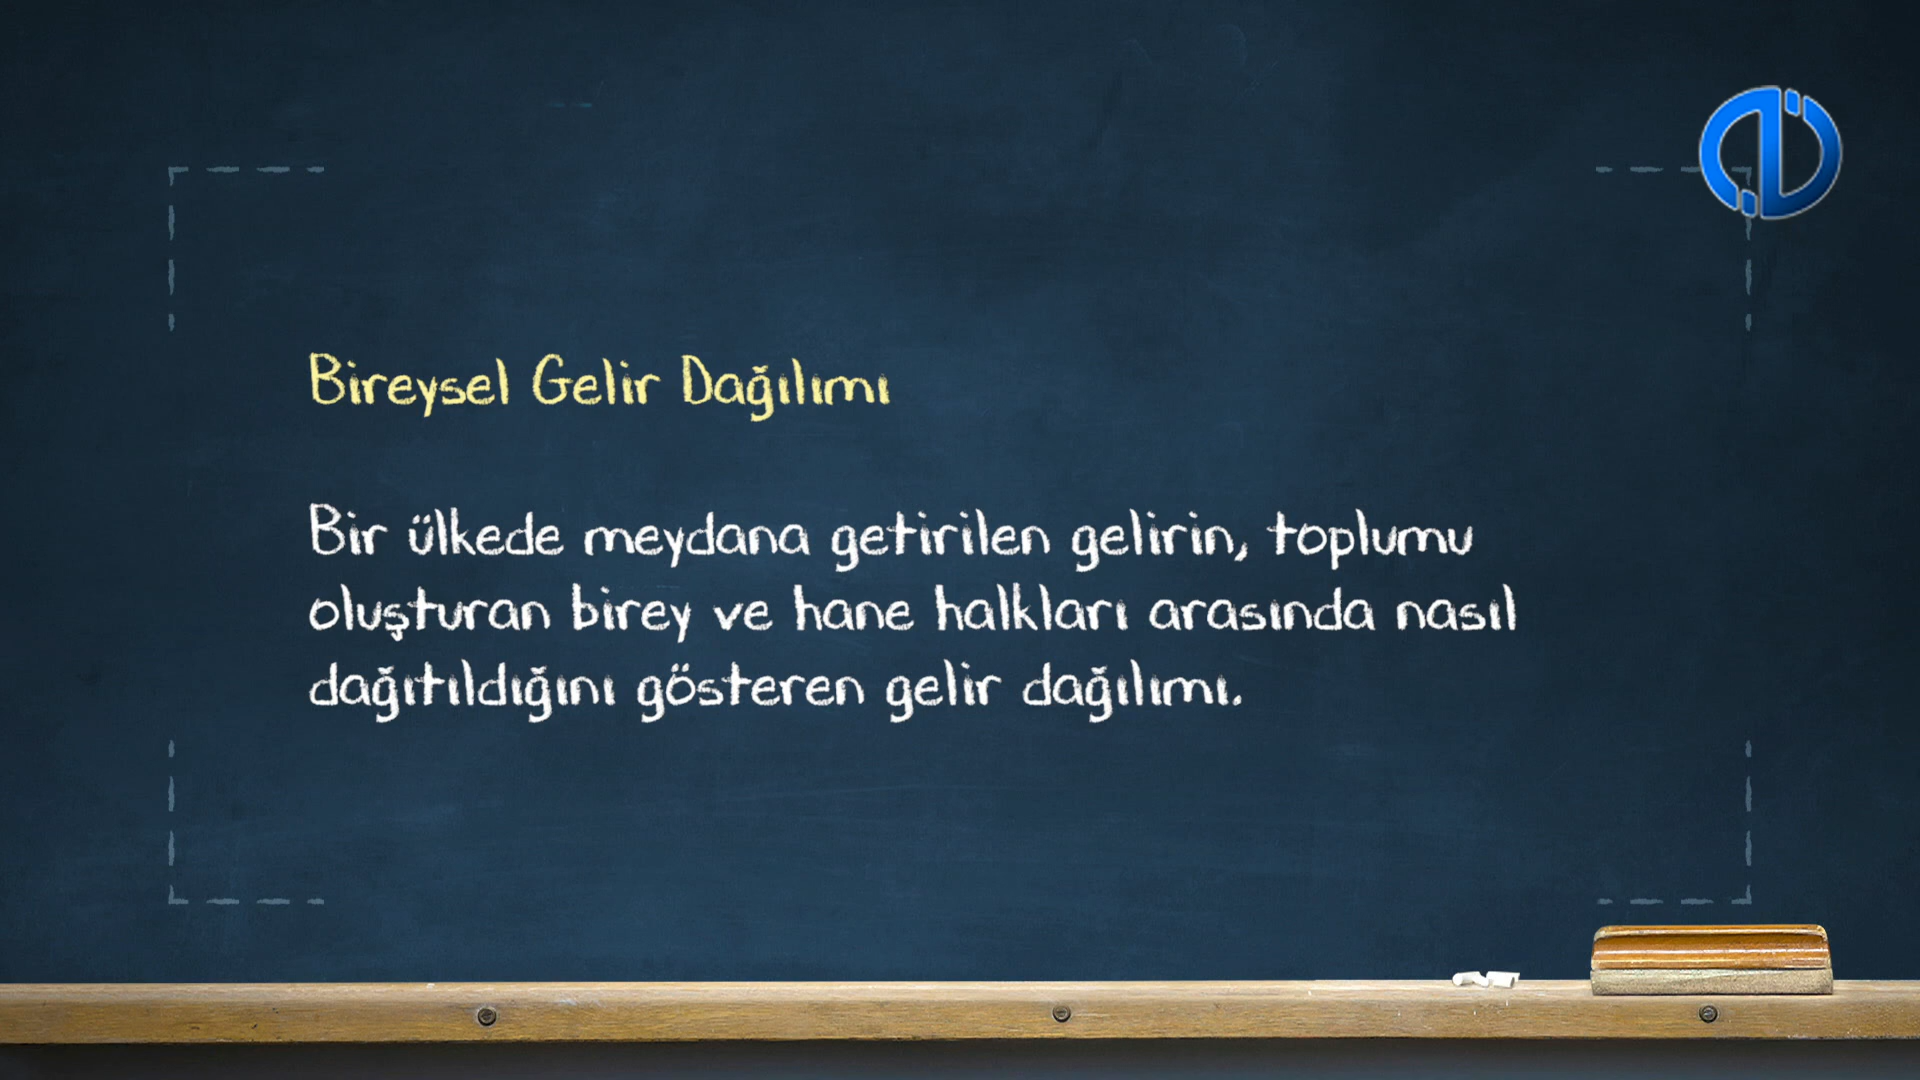 Bireysel Gelir Dağılımı
Bir ülkede meydana getirilen gelirin, toplumu
oluşturan birey ve hane halkları arasında nasıl
dağıtıldığını gösteren gelir dağılımı.